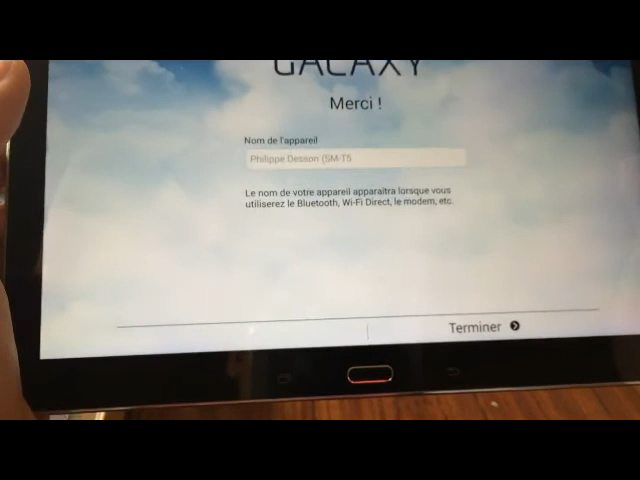 GALAXY
Merci !
Nom de l'appareil
Philippe Desson (SM-T5
Le nom de votre appareil apparaîtra lorsque vous
utiliserez le Bluetooth, Wi-Fi Direct, le modem, etc.
Terminer